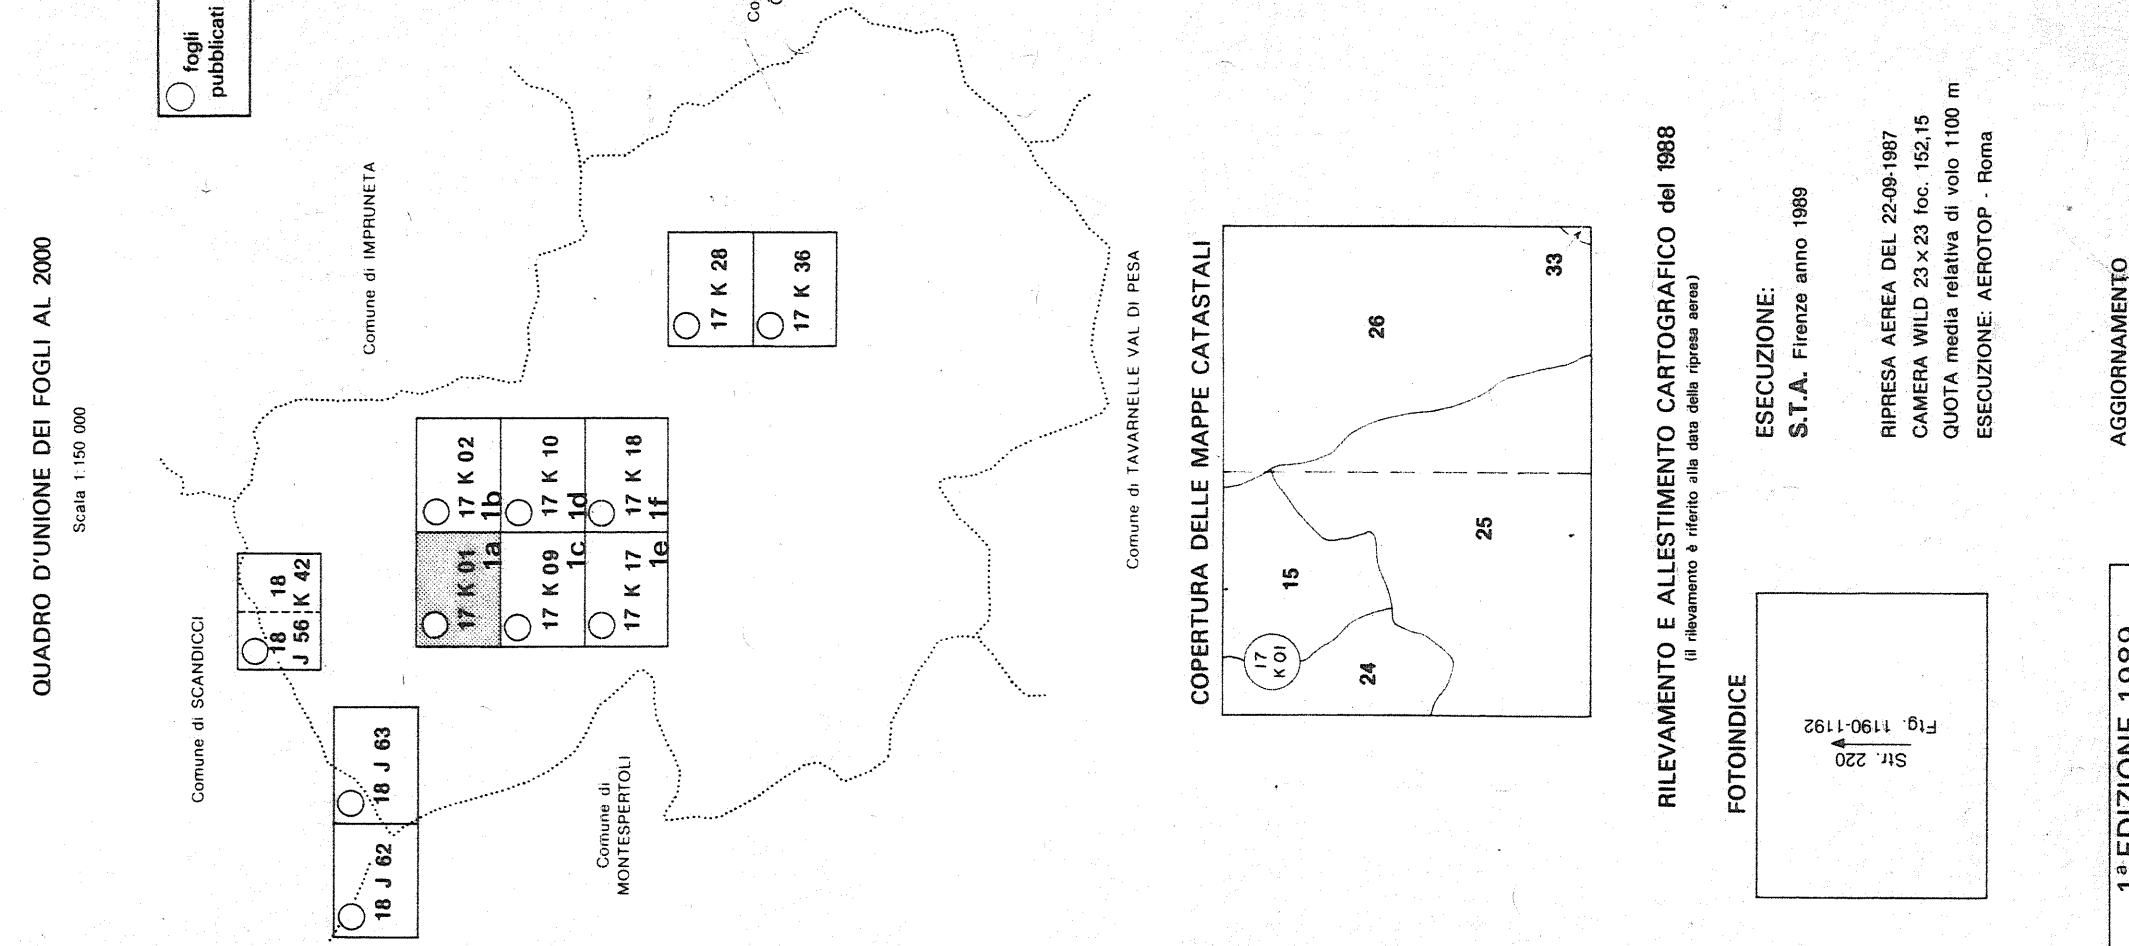 fogli
pubblicati
QUADRO D'UNIONE DEI FOGLI AL 2000
Scala 1:150 000
Comune di SCANDICCI
Comune di IMPRUNETA
18
J 56
18
K 42
18 J 62
18 J 63
17 K 01
1a
17 K 02
1b
17 K 09
1c
17 K 10
1d
17 K 17
1e
17 K 18
1f
17 K 28
17 K 36
Comune di
MONTESPERTOLI
Comune di TAVARNELLE VAL DI PESA
COPERTURA DELLE MAPPE CATASTALI
17
K 01
15
24
25
26
33
RILEVAMENTO E ALLESTIMENTO CARTOGRAFICO del 1988
(il rilevamento è riferito alla data della ripresa aerea)
FOTOINDICE
Str. 220
Ftg. 1190-1192
ESECUZIONE:
S.T.A. Firenze anno 1989
RIPRESA AEREA DEL 22-09-1987
CAMERA WILD 23 x 23 foc. 152,15
QUOTA media relativa di volo 1100 m
ESECUZIONE: AEROTOP - Roma
AGGIORNAMENTO
1ª EDIZIONE 1989